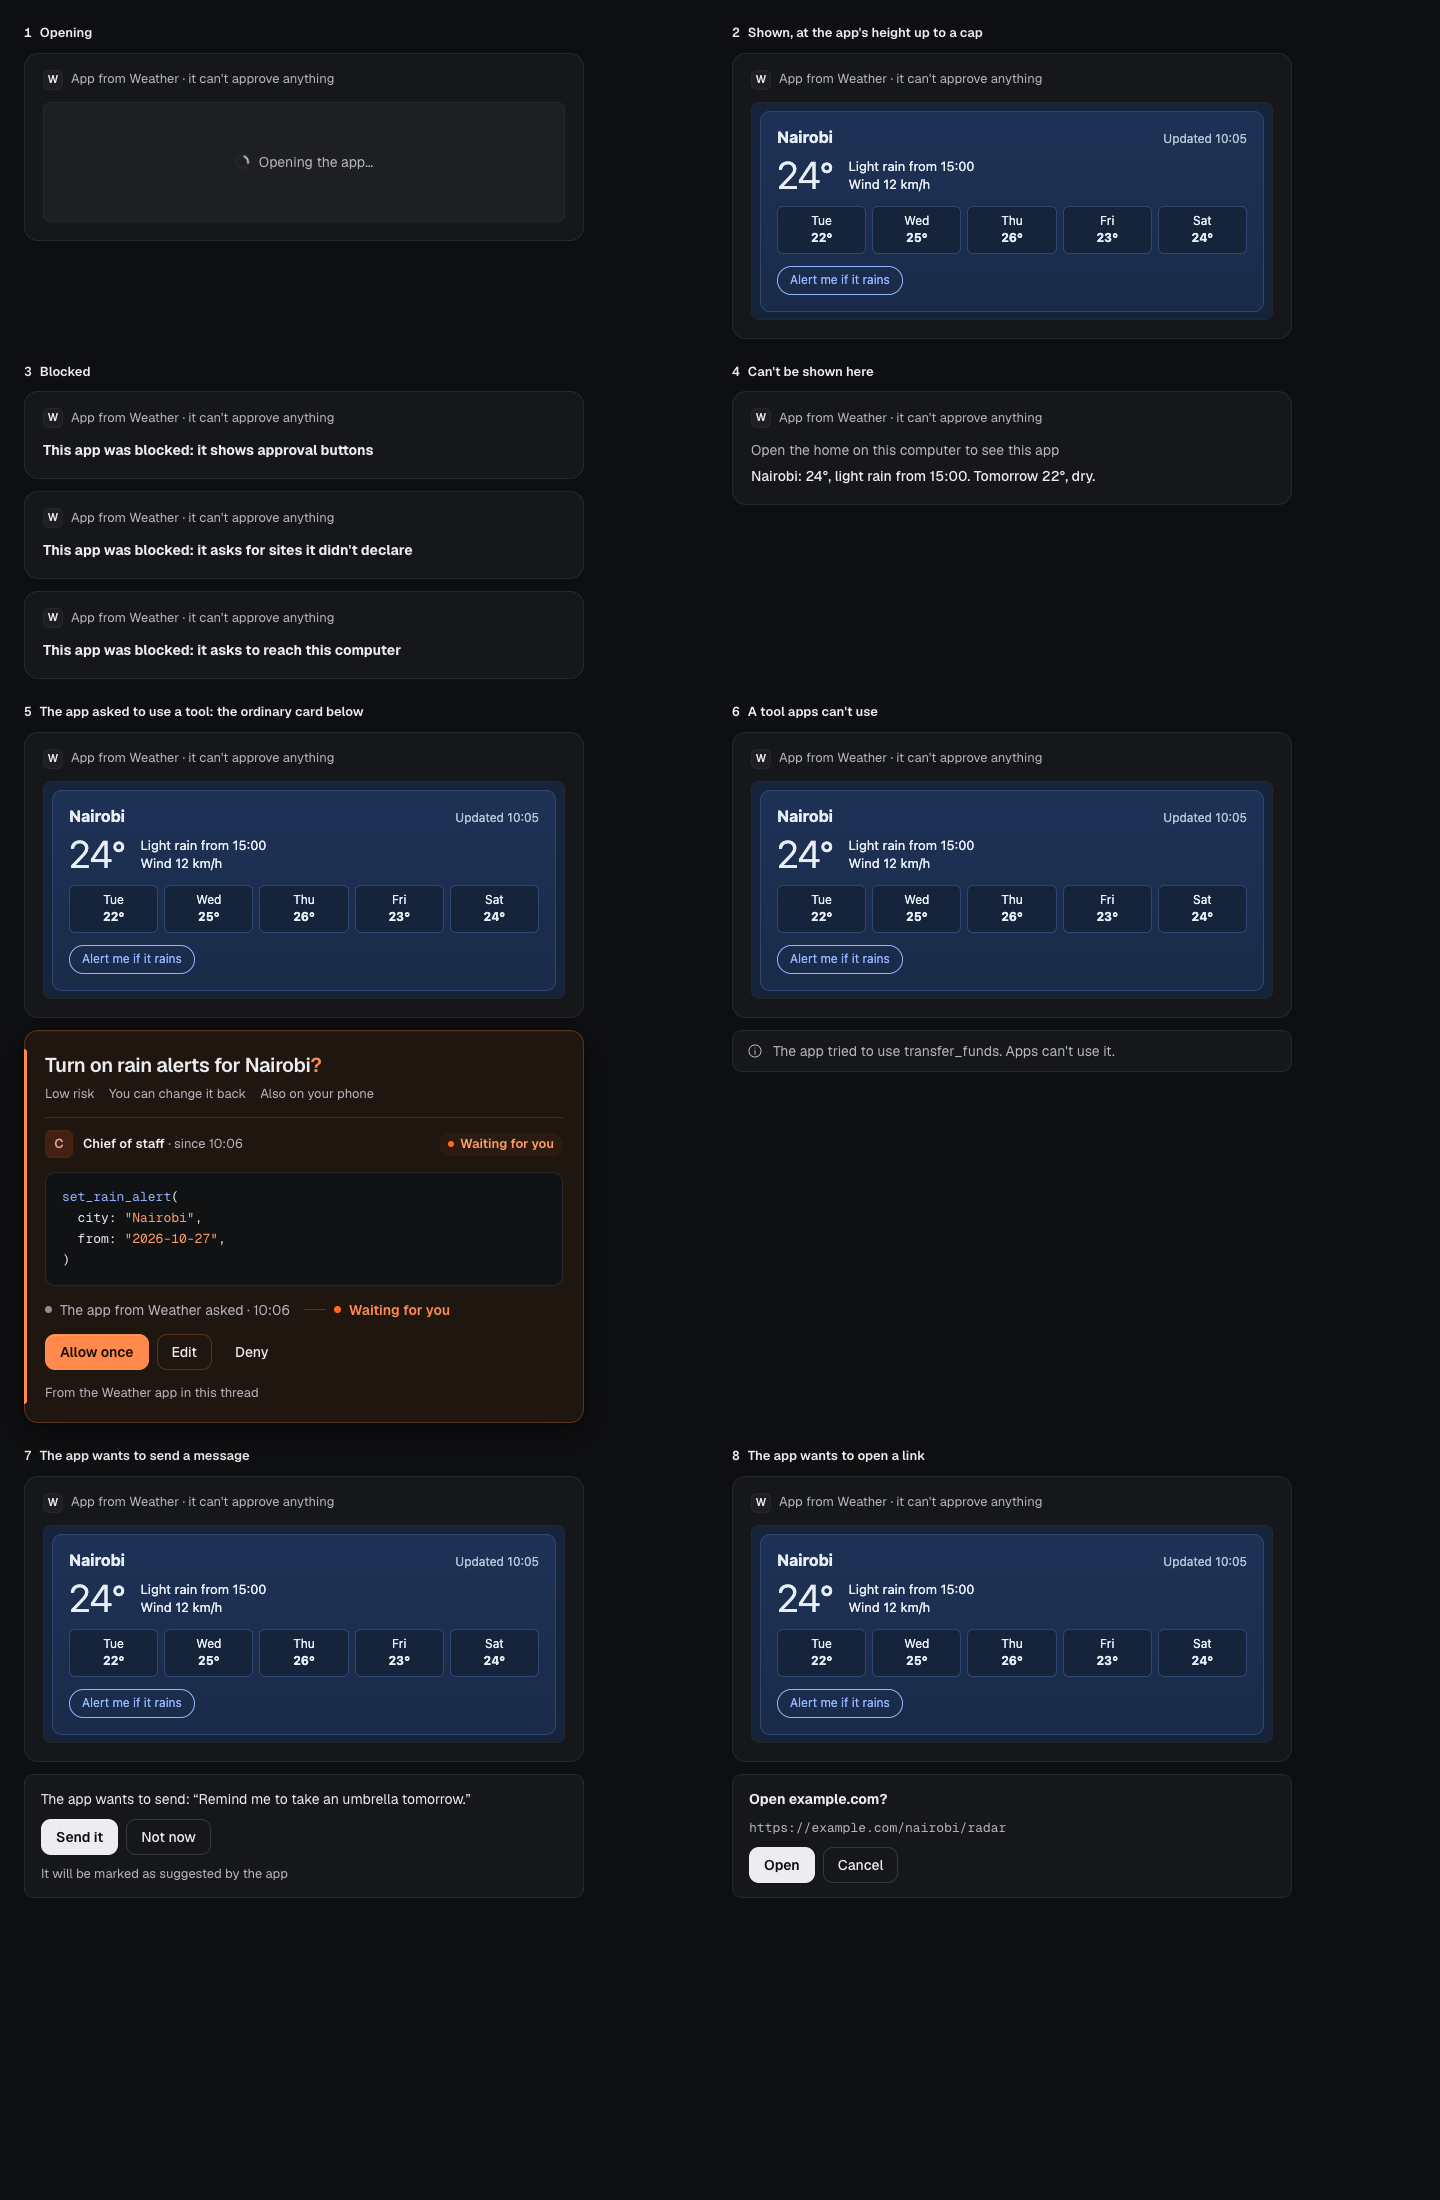 1 Opening
W App from Weather · it can't approve anything
Opening the app…
2 Shown, at the app's height up to a cap
W App from Weather · it can't approve anything
Nairobi
Updated 10:05
24°
Light rain from 15:00
Wind 12 km/h
Tue Wed Thu Fri Sat
22° 25° 26° 23° 24°
Alert me if it rains
3 Blocked
W App from Weather · it can't approve anything
This app was blocked: it shows approval buttons
W App from Weather · it can't approve anything
This app was blocked: it asks for sites it didn't declare
W App from Weather · it can't approve anything
This app was blocked: it asks to reach this computer
4 Can't be shown here
W App from Weather · it can't approve anything
Open the home on this computer to see this app
Nairobi: 24°, light rain from 15:00. Tomorrow 22°, dry.
5 The app asked to use a tool: the ordinary card below
W App from Weather · it can't approve anything
Nairobi
Updated 10:05
24°
Light rain from 15:00
Wind 12 km/h
Tue Wed Thu Fri Sat
22° 25° 26° 23° 24°
Alert me if it rains
Turn on rain alerts for Nairobi?
Low risk You can change it back Also on your phone
C Chief of staff · since 10:06
Waiting for you
set_rain_alert(
city: "Nairobi",
from: "2026-10-27",
)
The app from Weather asked · 10:06 Waiting for you
Allow once Edit Deny
From the Weather app in this thread
6 A tool apps can't use
W App from Weather · it can't approve anything
Nairobi
Updated 10:05
24°
Light rain from 15:00
Wind 12 km/h
Tue Wed Thu Fri Sat
22° 25° 26° 23° 24°
Alert me if it rains
The app tried to use transfer_funds. Apps can't use it.
7 The app wants to send a message
W App from Weather · it can't approve anything
Nairobi
Updated 10:05
24°
Light rain from 15:00
Wind 12 km/h
Tue Wed Thu Fri Sat
22° 25° 26° 23° 24°
Alert me if it rains
The app wants to send: “Remind me to take an umbrella tomorrow.”
Send it Not now
It will be marked as suggested by the app
8 The app wants to open a link
W App from Weather · it can't approve anything
Nairobi
Updated 10:05
24°
Light rain from 15:00
Wind 12 km/h
Tue Wed Thu Fri Sat
22° 25° 26° 23° 24°
Alert me if it rains
Open example.com?
https://example.com/nairobi/radar
Open Cancel